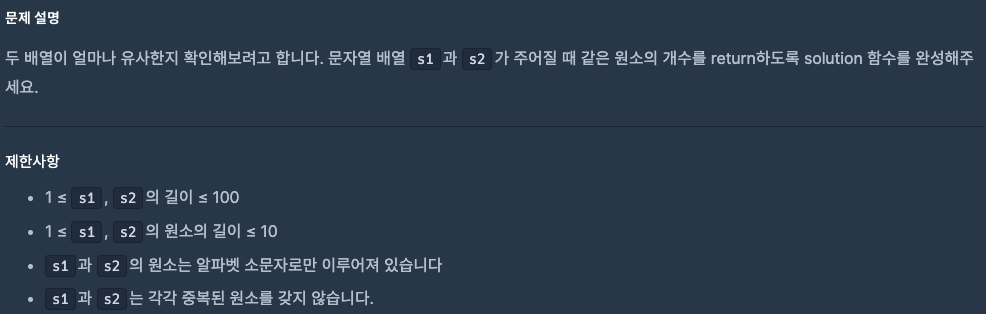 문제 설명
두 배열이 얼마나 유사한지 확인해보려고 합니다. 문자열 배열 s1 과 s2 가 주어질 때 같은 원소의 개수를 return하도록 solution 함수를 완성해주
세요.
제한사항
• 1 ≤ s1 , s2 의 길이 ≤ 100
• 1 ≤ s1 , s2 의 원소의 길이 ≤ 10
• s1 과 s2 의 원소는 알파벳 소문자로만 이루어져 있습니다
• s1 과 s2 는 각각 중복된 원소를 갖지 않습니다.